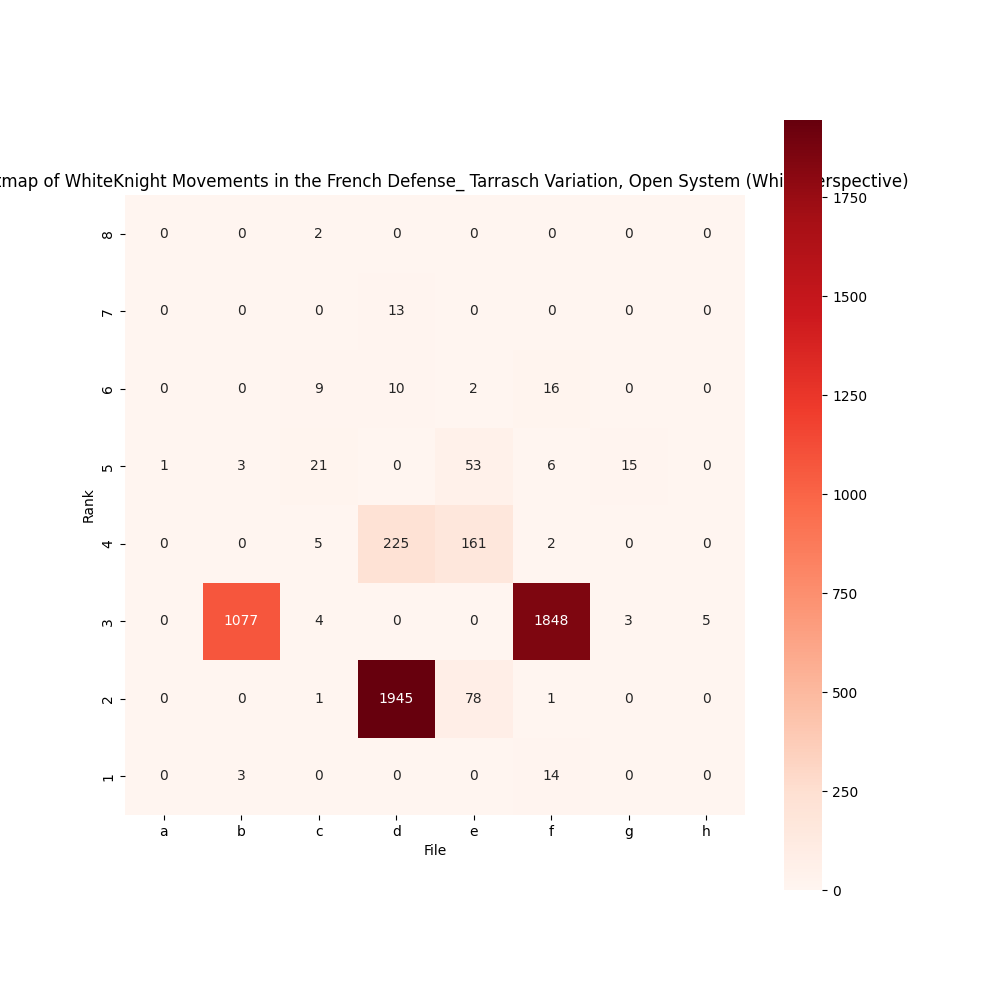 tmap of WhiteKnight Movements in the French Defense_ Tarrasch Variation, Open System (Whi erspective)
8 0 0 2 0 0 0 0 0
7 0 0 0 13 0 0 0 0
6 0 0 9 10 2 16 0 0
5 1 3 21 0 53 6 15 0
4 0 0 5 225 161 2 0 0
3 0 1077 4 0 0 1848 3 5
2 0 0 1 1945 78 1 0 0
1 0 3 0 0 0 14 0 0
a b c d e f g h
File
Rank
1750
1500
1250
1000
750
500
250
0